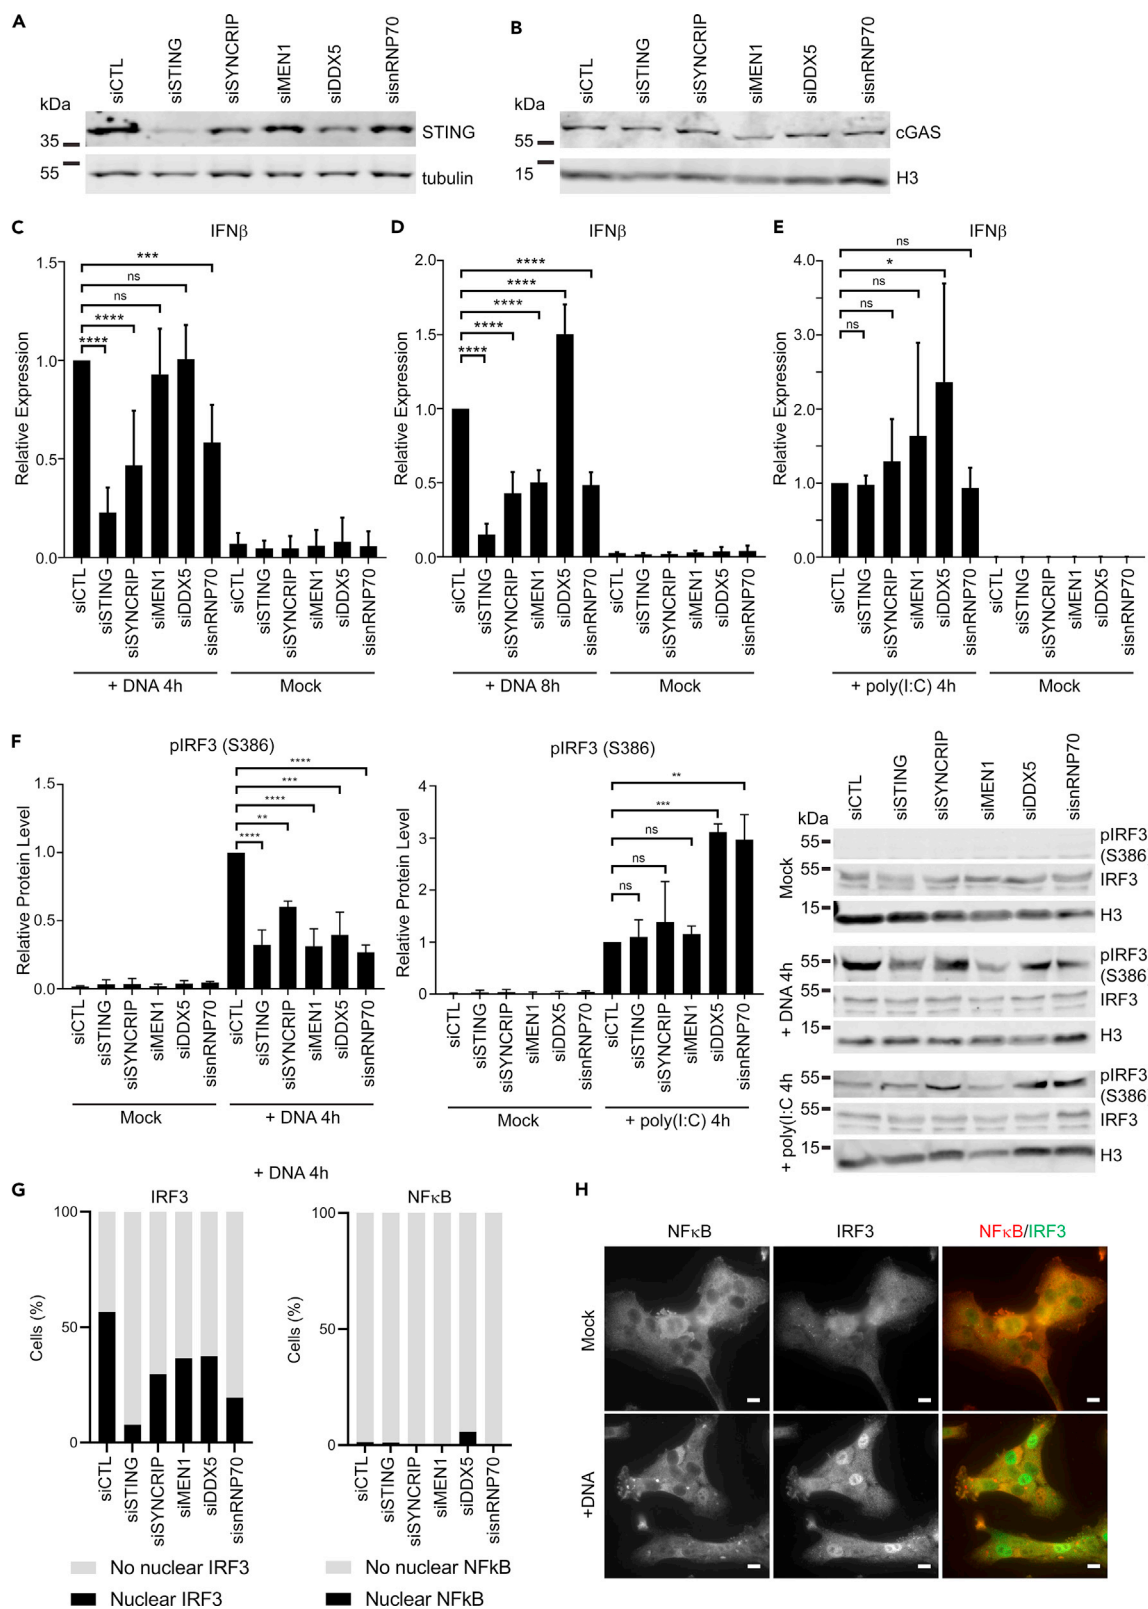 A
siCTL siSTING siSYNCRIP siMEN1 siDDX5 sisnRNP70
kDa
35
STING
55
tubulin
B
siCTL siSTING siSYNCRIP siMEN1 siDDX5 sisnRNP70
kDa
55
cGAS
15
H3
C
IFNβ
Relative Expression
1.5
1.0
0.5
0.0
***
ns
ns
****
****
siCTL siSTING siSYNCRIP siMEN1 siDDX5 sisnRNP70 siCTL siSTING siSYNCRIP siMEN1 siDDX5 sisnRNP70
+ DNA 4h Mock
D
IFNβ
Relative Expression
2.0
1.5
1.0
0.5
0.0
****
****
****
****
****
siCTL siSTING siSYNCRIP siMEN1 siDDX5 sisnRNP70 siCTL siSTING siSYNCRIP siMEN1 siDDX5 sisnRNP70
+ DNA 8h Mock
E
IFNβ
Relative Expression
4.0
3.0
2.0
1.0
0.0
ns
*
ns
ns
ns
siCTL siSTING siSYNCRIP siMEN1 siDDX5 sisnRNP70 siCTL siSTING siSYNCRIP siMEN1 siDDX5 sisnRNP70
+ poly(I:C) 4h Mock
F
pIRF3 (S386)
Relative Protein Level
1.5
1.0
0.5
0.0
****
***
****
**
****
siCTL siSTING siSYNCRIP siMEN1 siDDX5 sisnRNP70 siCTL siSTING siSYNCRIP siMEN1 siDDX5 sisnRNP70
Mock + DNA 4h
pIRF3 (S386)
Relative Protein Level
4
3
2
1
0
**
***
ns
ns
ns
siCTL siSTING siSYNCRIP siMEN1 siDDX5 sisnRNP70 siCTL siSTING siSYNCRIP siMEN1 siDDX5 sisnRNP70
Mock + poly(I:C) 4h
siCTL siSTING siSYNCRIP siMEN1 siDDX5 sisnRNP70
kDa
Mock
55
pIRF3
(S386
55
IRF3
15
H3
+ DNA 4h
55
pIRF3
(S386
55
IRF3
15
H3
+ poly(I:C 4h
55
pIRF3
(S386
55
IRF3
15
H3
G
+ DNA 4h
IRF3
Cells (%)
100
50
0
siCTL siSTING siSYNCRIP siMEN1 siDDX5 sisnRNP70
No nuclear IRF3
Nuclear IRF3
NFκB
Cells (%)
100
50
0
siCTL siSTING siSYNCRIP siMEN1 siDDX5 sisnRNP70
No nuclear NFkB
Nuclear NFkB
H
NFκB IRF3 NFκB/IRF3
Mock
+DNA